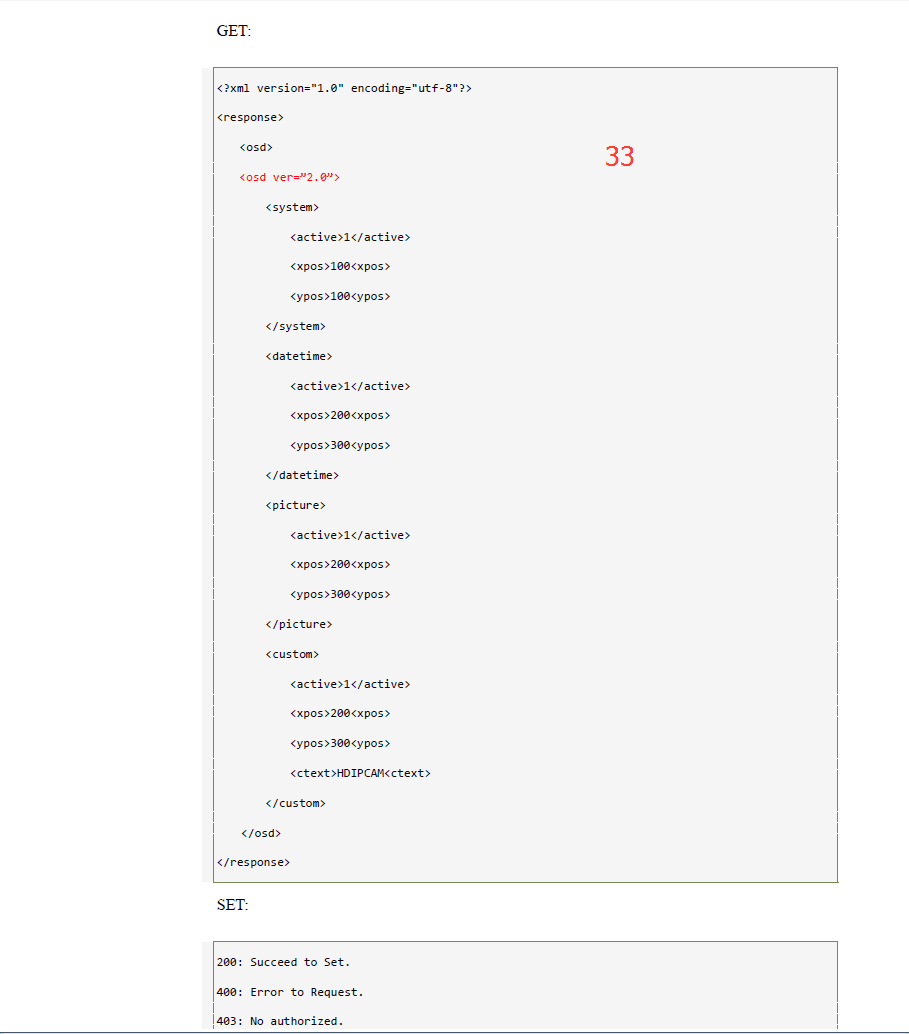 GET:
<?xml version="1.0" encoding="utf-8"?>
<response>
<osd>
33
<osd ver=”2.0”>
<system>
<active>1</active>
<xpos>100<xpos>
<ypos>100<ypos>
</system>
<datetime>
<active>1</active>
<xpos>200<xpos>
<ypos>300<ypos>
</datetime>
<picture>
<active>1</active>
<xpos>200<xpos>
<ypos>300<ypos>
</picture>
<custom>
<active>1</active>
<xpos>200<xpos>
<ypos>300<ypos>
<ctext>HDIPCAM<ctext>
</custom>
</osd>
</response>
SET:
200: Succeed to Set.
400: Error to Request.
403: No authorized.